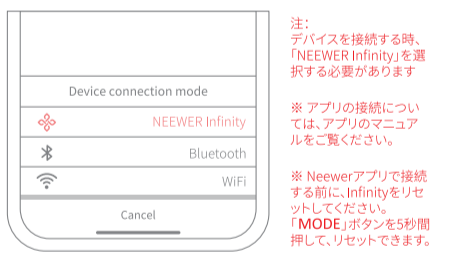 Device connection mode
NEEWER Infinity
Bluetooth
WiFi
Cancel
注:
デバイスを接続する時、
「NEEWER Infinity」を選
択する必要があります
※ アプリの接続につい
ては、アプリのマニュア
ルをご覧ください。
※ Neewerアプリで接続
する前に、Infinityをリセ
ットしてください。
「MODE」ボタンを5秒間
押して、リセットできます。